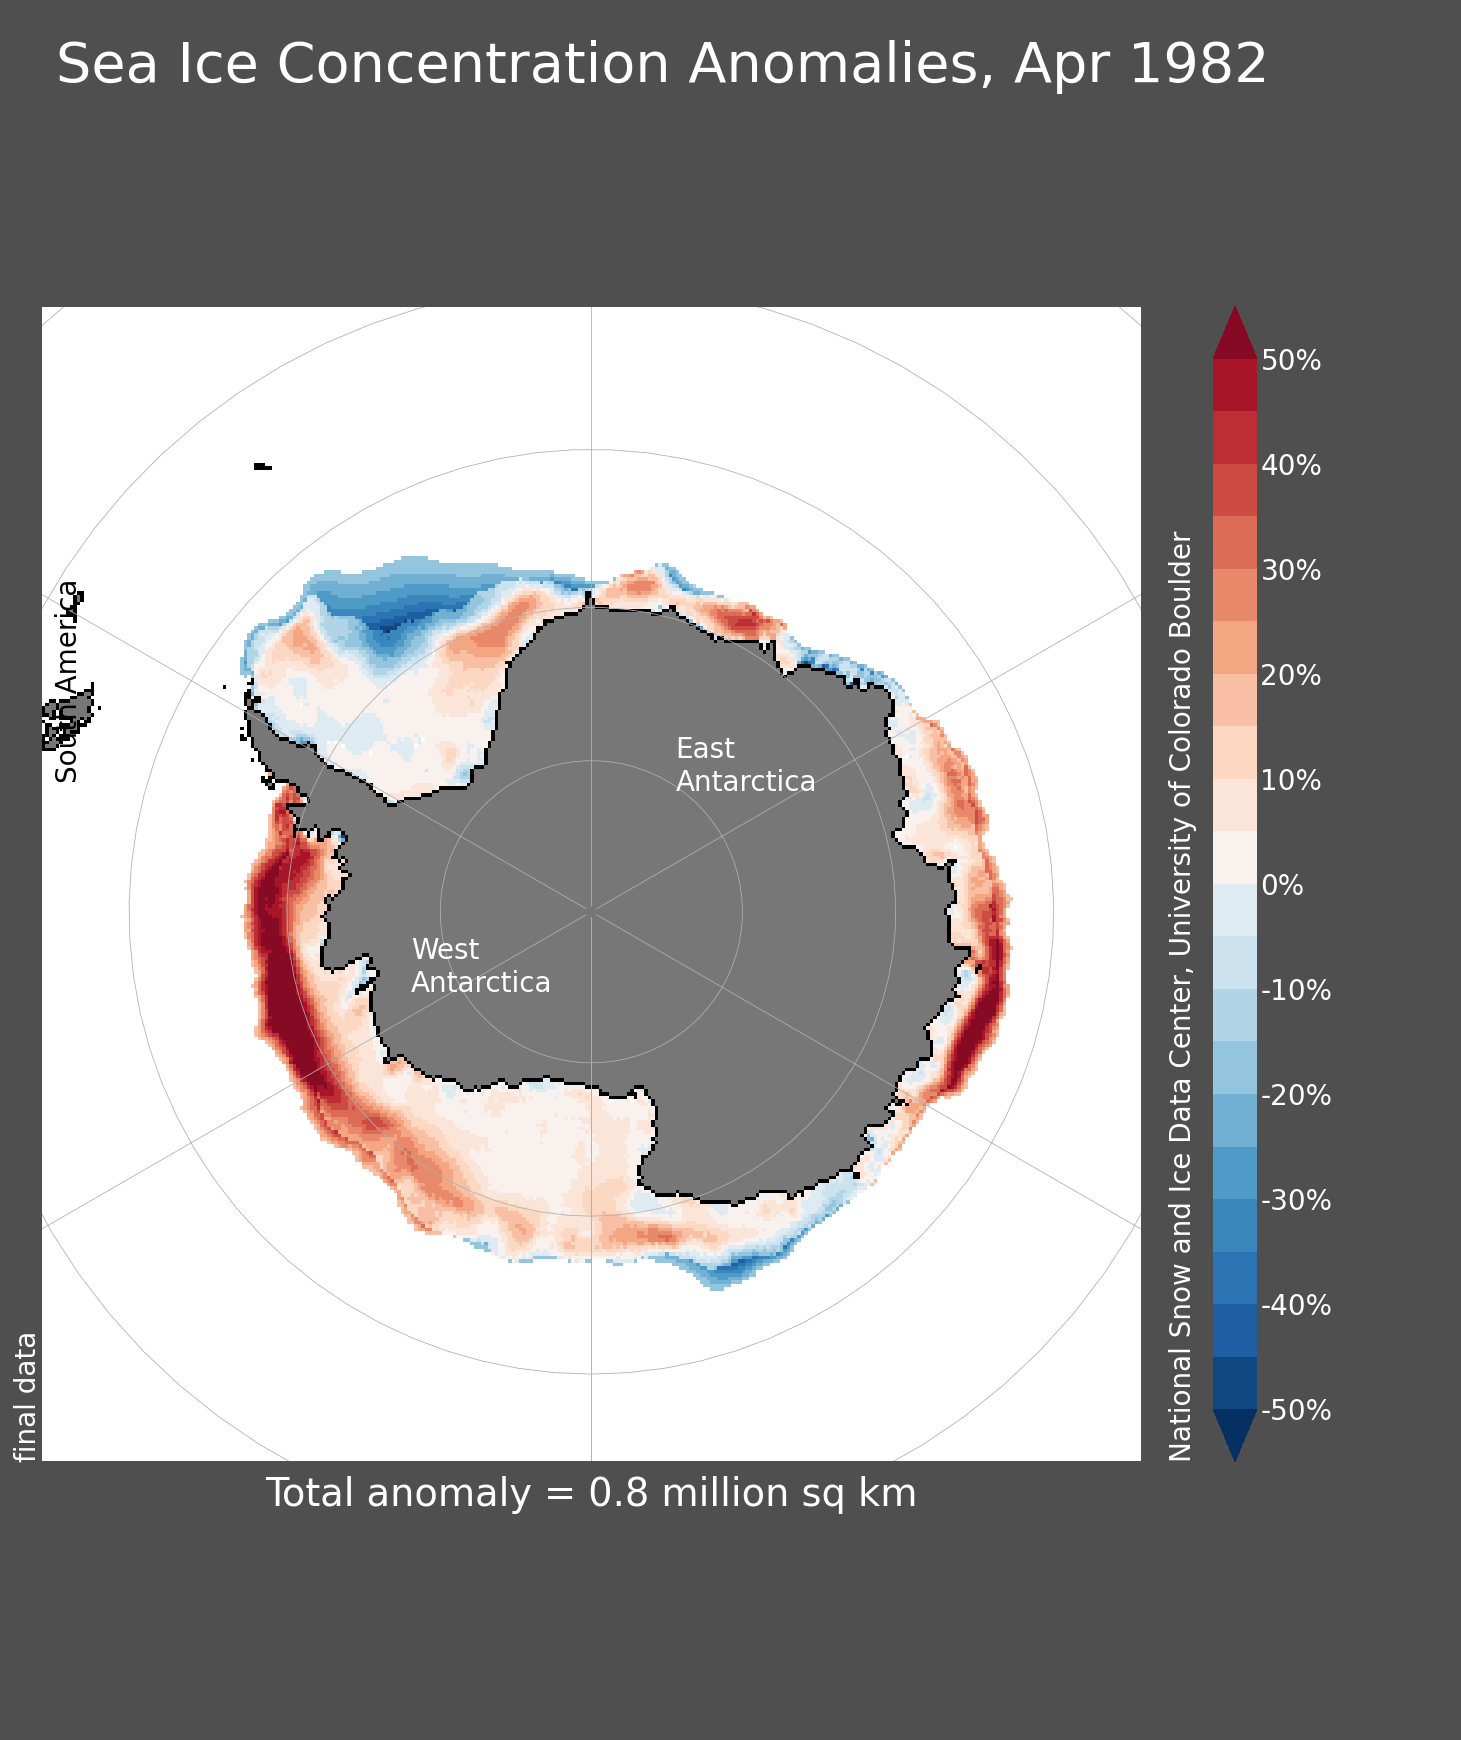 Sea Ice Concentration Anomalies, Apr 1982
South America
East
Antarctica
West
Antarctica
final data
National Snow and Ice Data Center, University of Colorado Boulder
50%
40%
30%
20%
10%
0%
-10%
-20%
-30%
-40%
-50%
Total anomaly = 0.8 million sq km